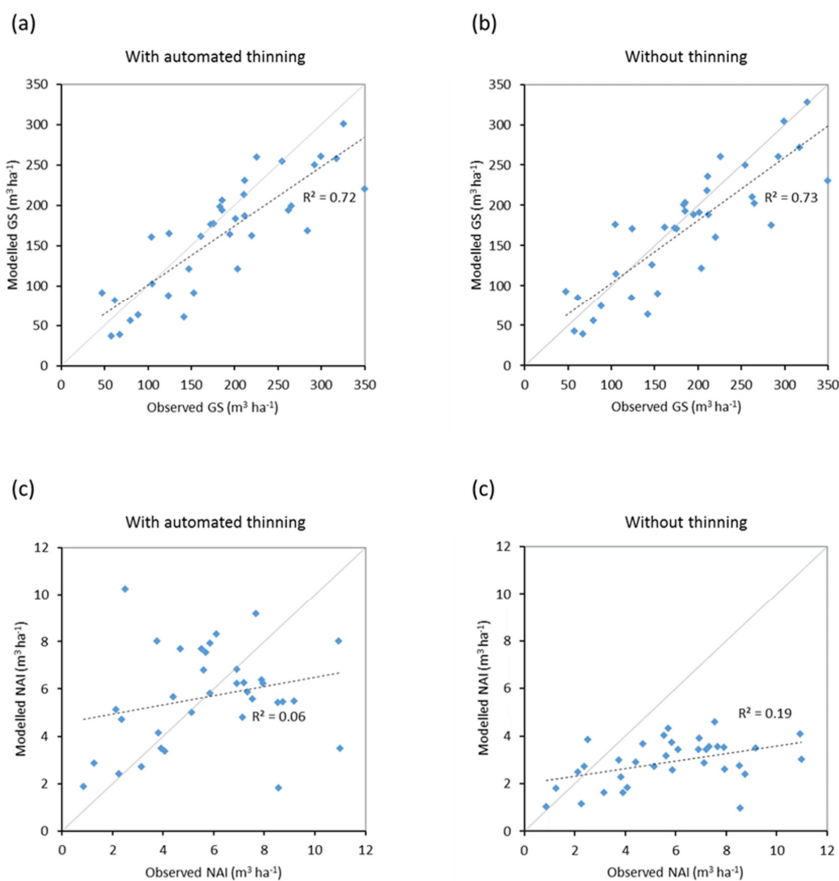 (a)
With automated thinning
350
300
250
200
150
100
50
0
0 50 100 150 200 250 300 350
Modelled GS (m³ ha⁻¹)
Observed GS (m³ ha⁻¹)
R² = 0.72
(b)
Without thinning
350
300
250
200
150
100
50
0
0 50 100 150 200 250 300 350
Modelled GS (m³ ha⁻¹)
Observed GS (m³ ha⁻¹)
R² = 0.73
(c)
With automated thinning
12
10
8
6
4
2
0
0 2 4 6 8 10 12
Modelled NAI (m³ ha⁻¹)
Observed NAI (m³ ha⁻¹)
R² = 0.06
(c)
Without thinning
12
10
8
6
4
2
0
0 2 4 6 8 10 12
Modelled NAI (m³ ha⁻¹)
Observed NAI (m³ ha⁻¹)
R² = 0.19